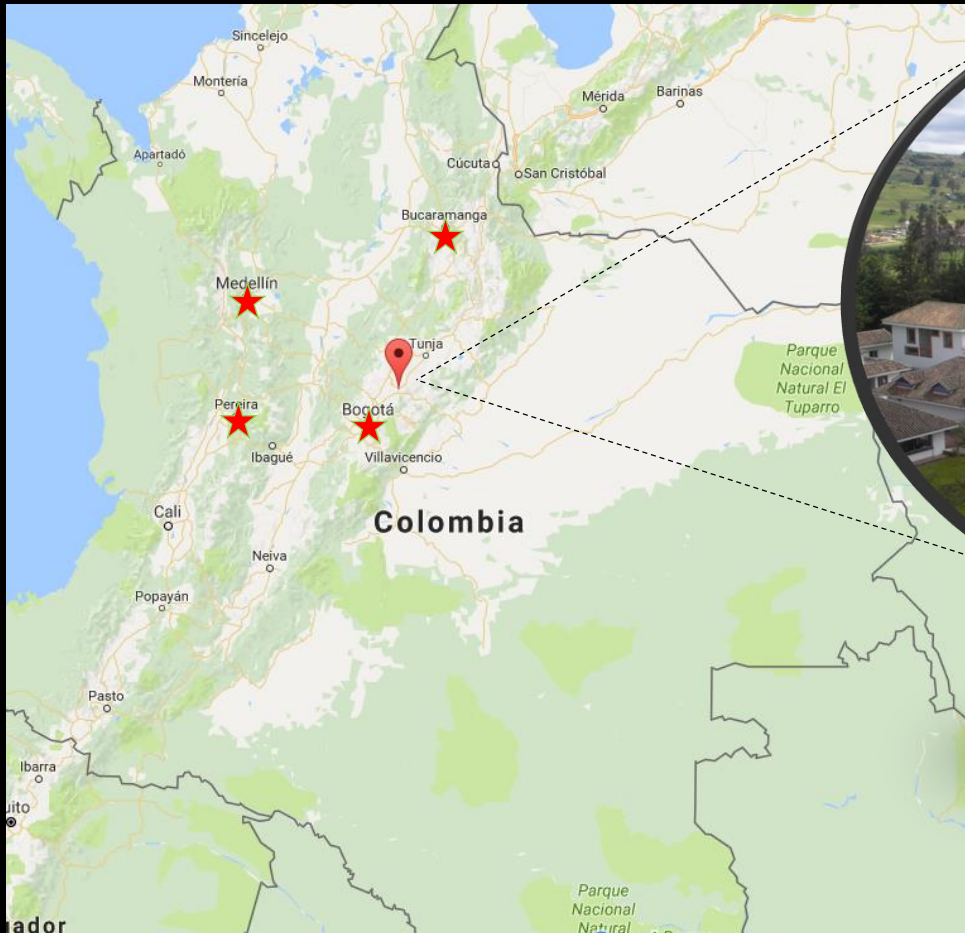 Sincelejo
Montería
Mérida
Barinas
Apartadó
Cúcuta
San Cristóbal
Bucaramanga
Medellín
Tunja
Parque
Nacional
Natural El
Tuparro
Pereira
Bogotá
Ibagué
Villavicencio
Cali
Colombia
Neiva
Popayán
Pasto
Ibarra
uito
Parque
Nacional
Natural
ador